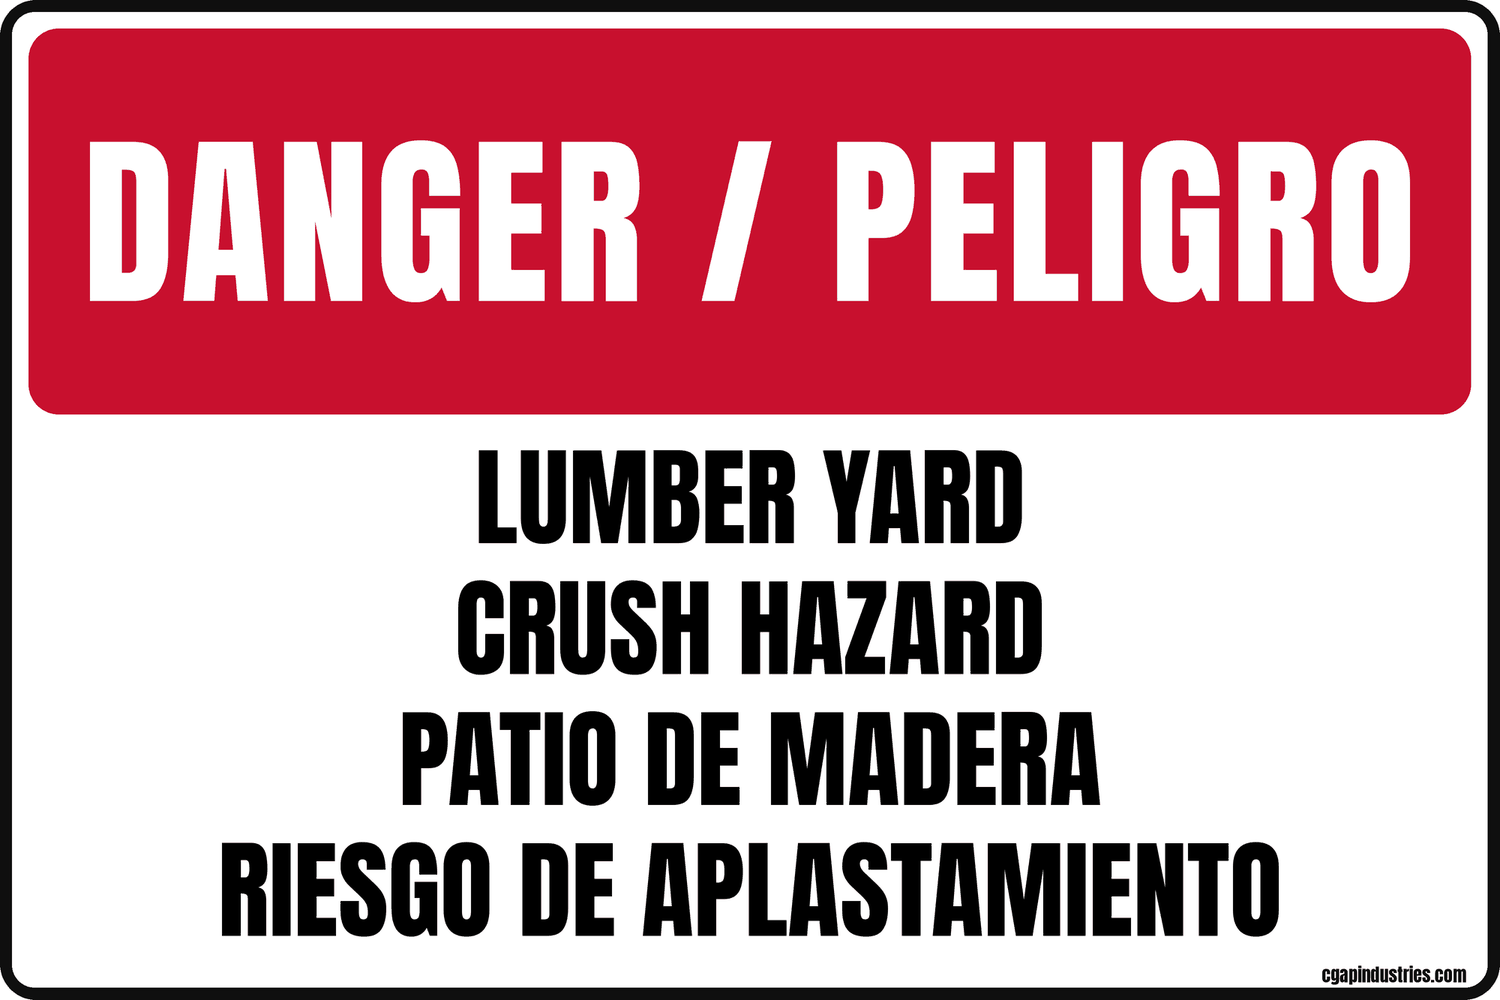 DANGER / PELIGRO
LUMBER YARD
CRUSH HAZARD
PATIO DE MADERA
RIESGO DE APLASTAMIENTO
cgapindustries.com